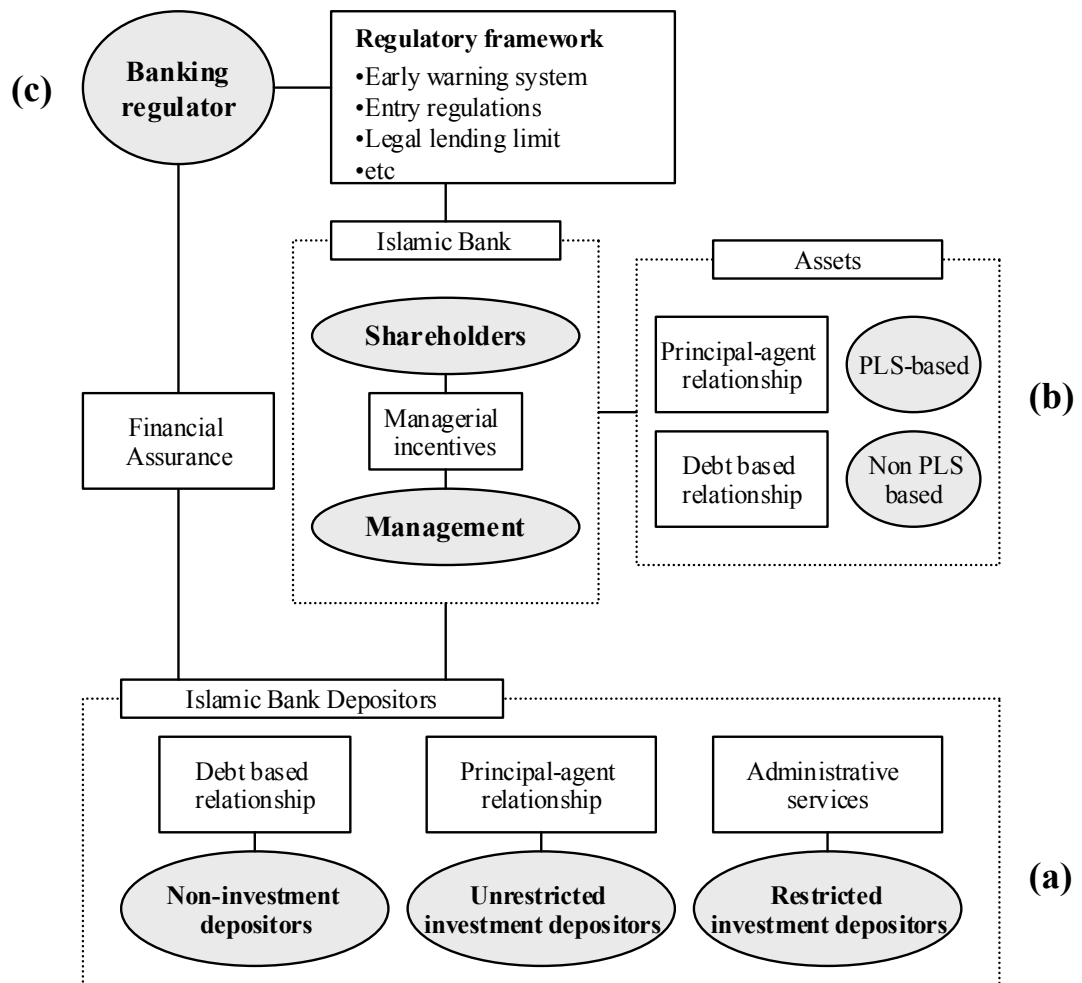 (c)
Banking
regulator
Regulatory framework
•Early warning system
•Entry regulations
•Legal lending limit
•etc
Islamic Bank
Shareholders
Managerial
incentives
Management
Assets
Principal-agent
relationship
PLS-based
Debt based
relationship
Non PLS
based
(b)
Financial
Assurance
Islamic Bank Depositors
Debt based
relationship
Principal-agent
relationship
Administrative
services
Non-investment
depositors
Unrestricted
investment depositors
Restricted
investment depositors
(a)